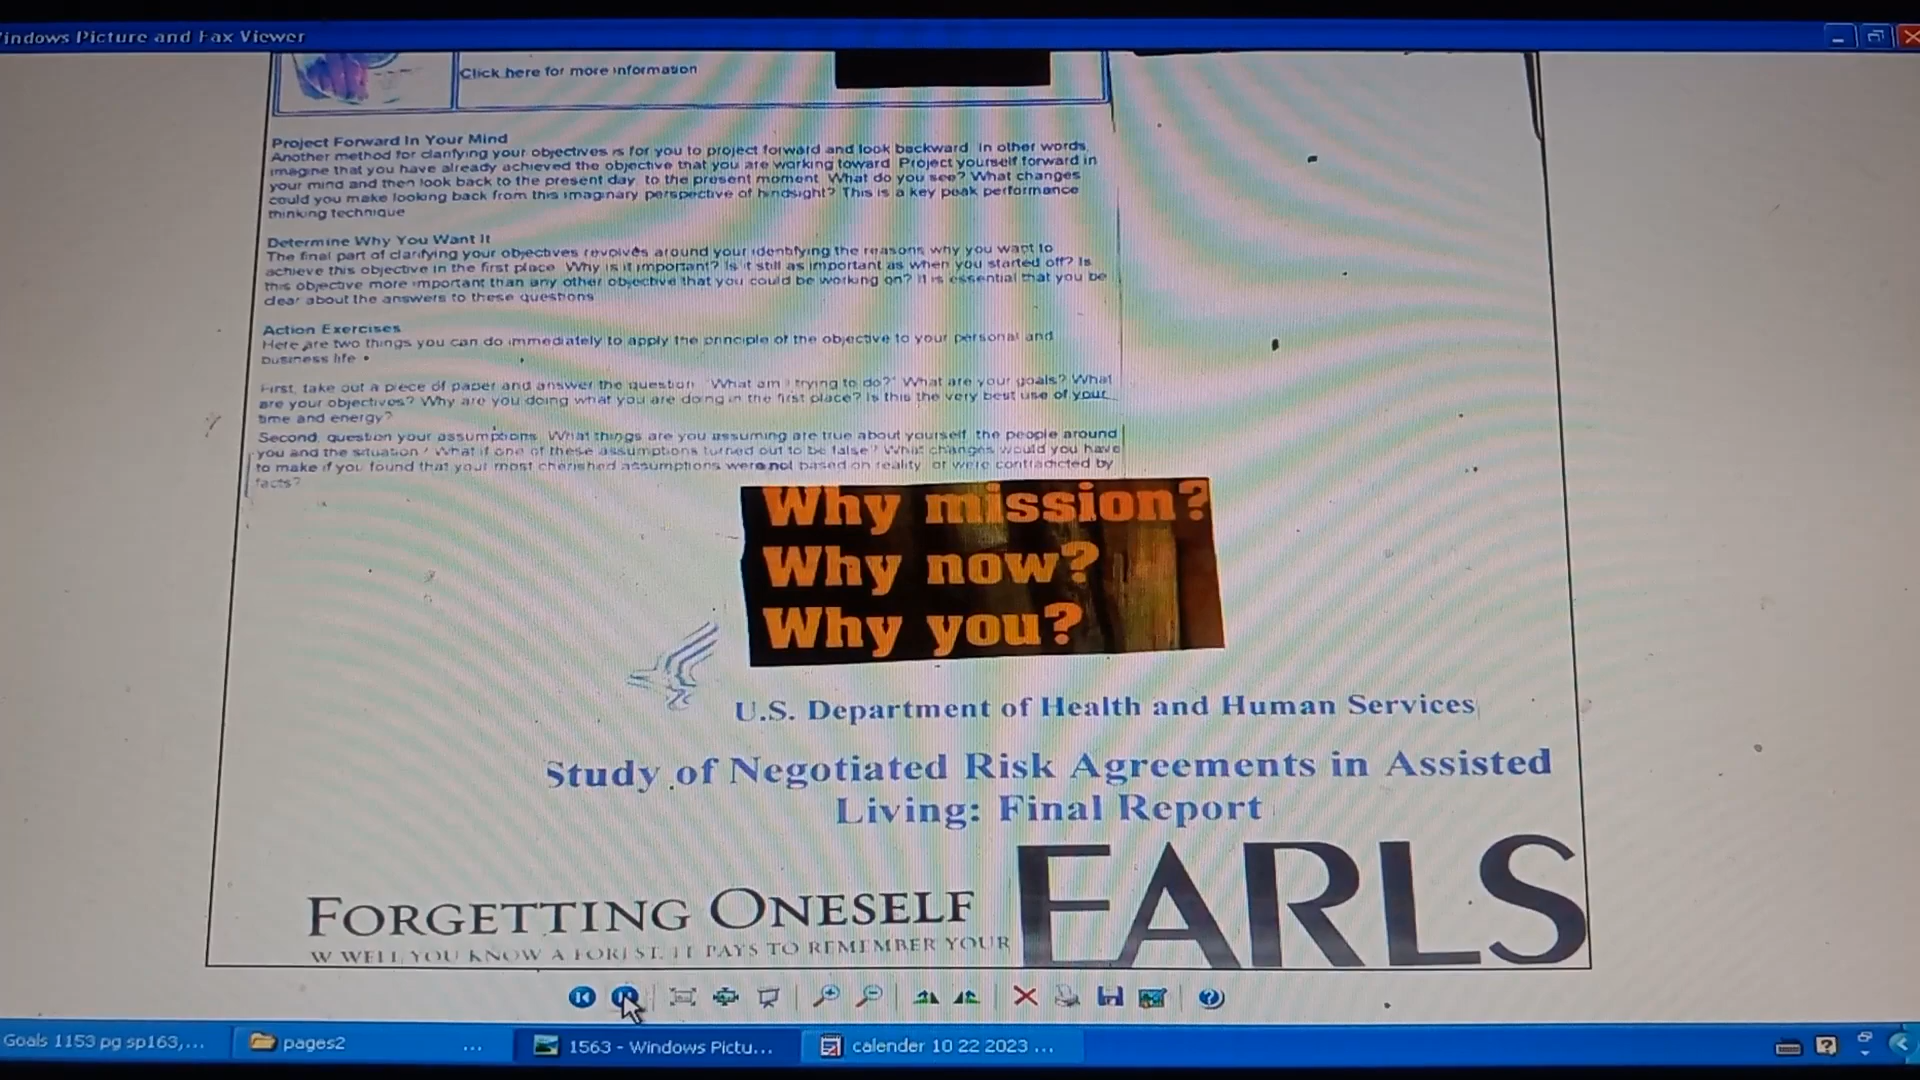 indows Picture and Fax Viewer
Click here for more information
Project Forward In Your Mind
Another method for clarifying your objectives is for you to project forward and look backward In other words,
imagine that you have already achieved the objective that you are working toward Project yourself forward in
your mind and then look back to the present day, to the present moment What do you see? What changes
could you make looking back from this imaginary perspective of hindsight? This is a key peak performance
thinking technique
Determine Why You Want It
The final part of clarifying your objectives revolves around your identifying the reasons why you want to
achieve this objective in the first place Why is it important? Is it still as important as when you started off? Is
this objective more important than any other objective that you could be working on? It is essential that you be
clear about the answers to these questions
Action Exercises
Here are two things you can do immediately to apply the principle of the objective to your personal and
business life
First, take out a piece of paper and answer the question "What am I trying to do?" What are your goals? What
are your objectives? Why are you doing what you are doing in the first place? Is this the very best use of your
time and energy?
Second, question your assumptions. What things are you assuming are true about yourself, the people around
you and the situation? What if one of these assumptions turned out to be false? What changes would you have
to make if you found that your most cherished assumptions were not based on reality, or were contradicted by
facts?
Why mission?
Why now?
Why you?
U.S. Department of Health and Human Services
Study of Negotiated Risk Agreements in Assisted
Living: Final Report
FORGETTING ONESELF
W WELL YOU KNOW A FOREST, IT PAYS TO REMEMBER YOUR
EARLS
Goals 1153 pg sp163,...
pages2 ...
1563 - Windows Pictu...
calender 10 22 2023 ...